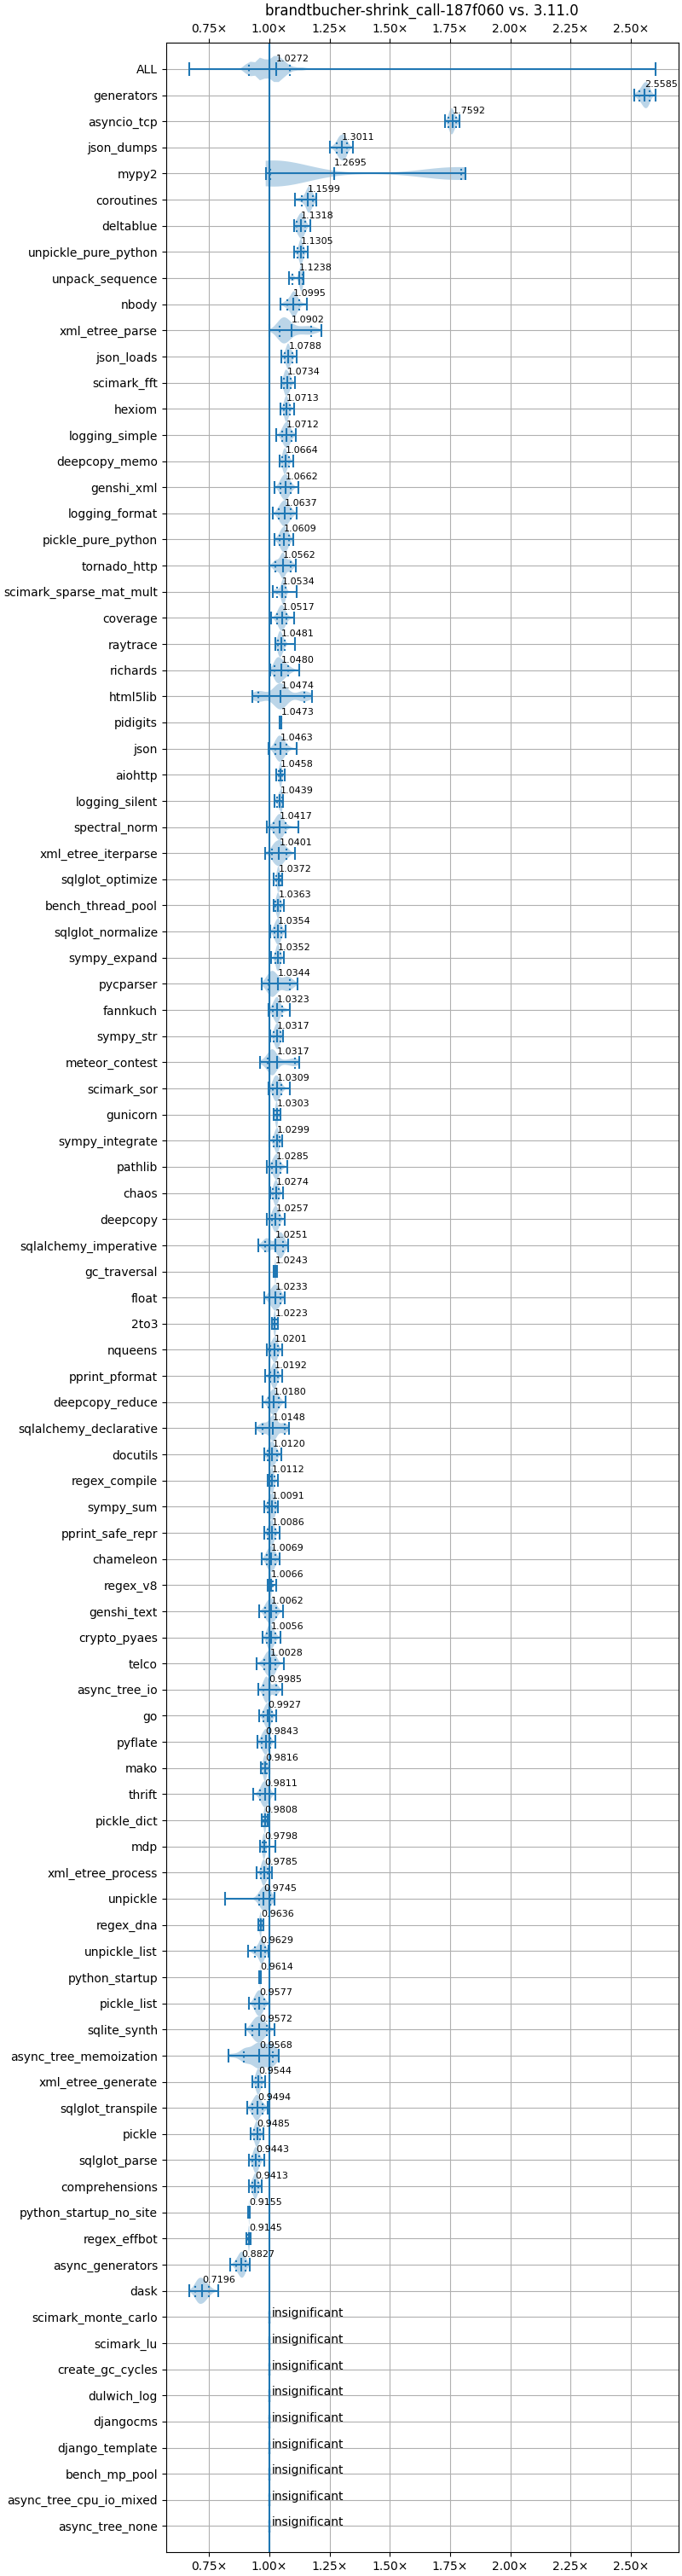 brandtbucher-shrink_call-187f060 vs. 3.11.0
0.75× 1.00× 1.25× 1.50× 1.75× 2.00× 2.25× 2.50×
ALL 1.0272
generators 2.5585
asyncio_tcp 1.7592
json_dumps 1.3011
mypy2 1.2695
coroutines 1.1599
deltablue 1.1318
unpickle_pure_python 1.1305
unpack_sequence 1.1238
nbody 1.0995
xml_etree_parse 1.0902
json_loads 1.0788
scimark_fft 1.0734
hexiom 1.0713
logging_simple 1.0712
deepcopy_memo 1.0664
genshi_xml 1.0662
logging_format 1.0637
pickle_pure_python 1.0609
tornado_http 1.0562
scimark_sparse_mat_mult 1.0534
coverage 1.0517
raytrace 1.0481
richards 1.0480
html5lib 1.0474
pidigits 1.0473
json 1.0463
aiohttp 1.0458
logging_silent 1.0439
spectral_norm 1.0417
xml_etree_iterparse 1.0401
sqlglot_optimize 1.0372
bench_thread_pool 1.0363
sqlglot_normalize 1.0354
sympy_expand 1.0352
pycparser 1.0344
fannkuch 1.0323
sympy_str 1.0317
meteor_contest 1.0317
scimark_sor 1.0309
gunicorn 1.0303
sympy_integrate 1.0299
pathlib 1.0285
chaos 1.0274
deepcopy 1.0257
sqlalchemy_imperative 1.0251
gc_traversal 1.0243
float 1.0233
2to3 1.0223
nqueens 1.0201
pprint_pformat 1.0192
deepcopy_reduce 1.0180
sqlalchemy_declarative 1.0148
docutils 1.0120
regex_compile 1.0112
sympy_sum 1.0091
pprint_safe_repr 1.0086
chameleon 1.0069
regex_v8 1.0066
genshi_text 1.0062
crypto_pyaes 1.0056
telco 1.0028
async_tree_io 0.9985
go 0.9927
pyflate 0.9843
mako 0.9816
thrift 0.9811
pickle_dict 0.9808
mdp 0.9798
xml_etree_process 0.9785
unpickle 0.9745
regex_dna 0.9636
unpickle_list 0.9629
python_startup 0.9614
pickle_list 0.9577
sqlite_synth 0.9572
async_tree_memoization 0.9568
xml_etree_generate 0.9544
sqlglot_transpile 0.9494
pickle 0.9485
sqlglot_parse 0.9443
comprehensions 0.9413
python_startup_no_site 0.9155
regex_effbot 0.9145
async_generators 0.8827
dask 0.7196
scimark_monte_carlo insignificant
scimark_lu insignificant
create_gc_cycles insignificant
dulwich_log insignificant
djangocms insignificant
django_template insignificant
bench_mp_pool insignificant
async_tree_cpu_io_mixed insignificant
async_tree_none insignificant
0.75× 1.00× 1.25× 1.50× 1.75× 2.00× 2.25× 2.50×